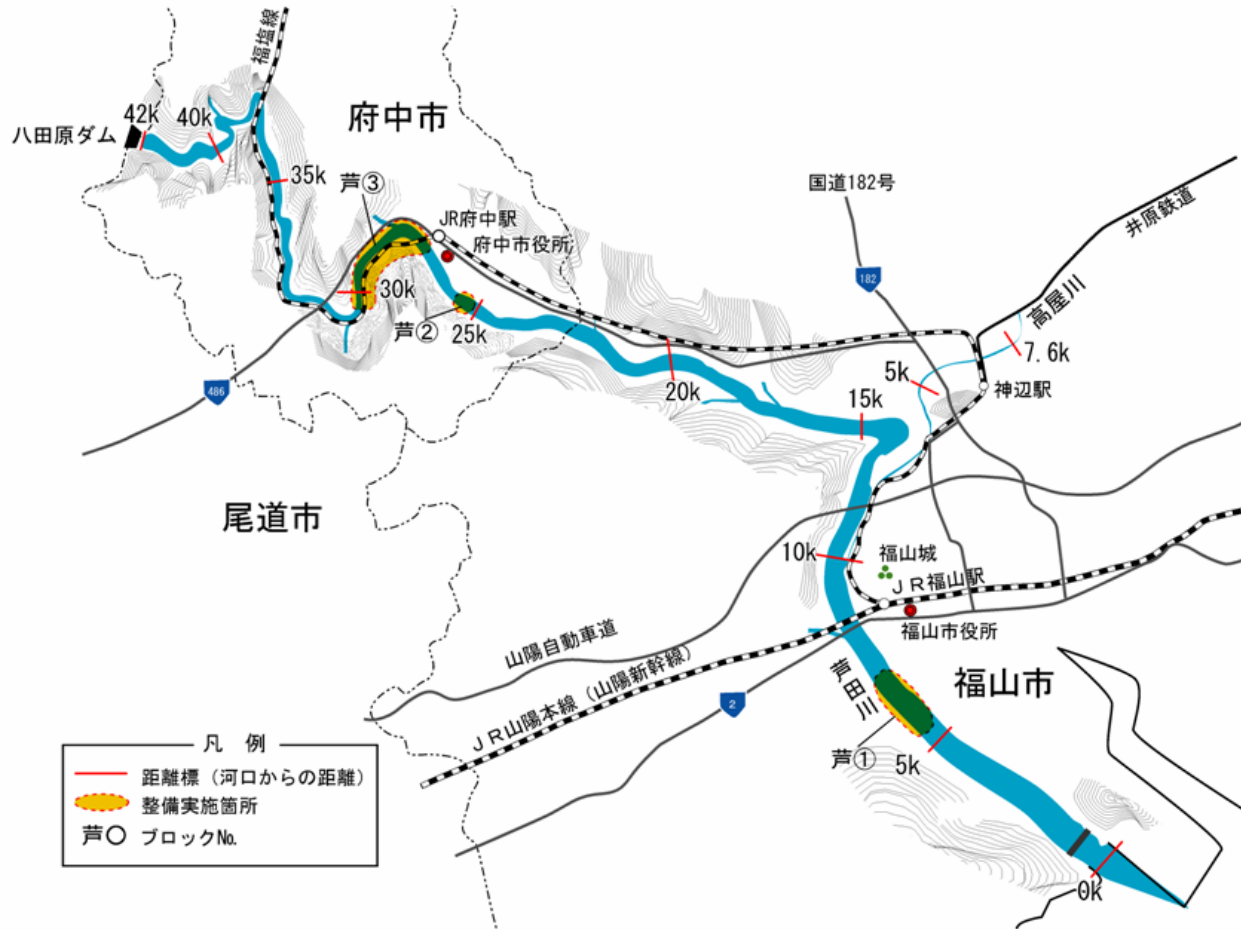 福塩線
府中市
42k
40k
八田原ダム
35k
芦③
JR府中駅
府中市役所
国道182号
井原鉄道
182
高屋川
30k
芦②
25k
7.6k
5k
神辺駅
20k
15k
486
尾道市
10k
福山城
JR福山駅
福山市役所
山陽自動車道
JR山陽本線（山陽新幹線）
芦田川
福山市
2
芦①
5k
0k
凡 例
距離標（河口からの距離）
整備実施箇所
芦○ ブロックNo.